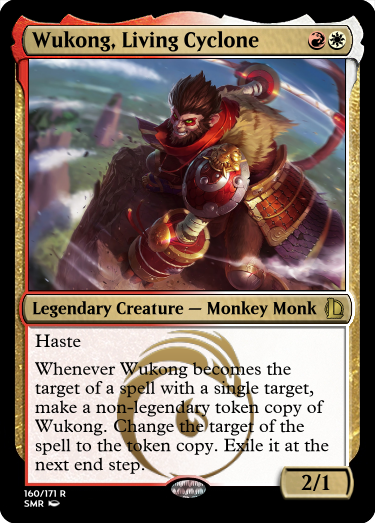 Wukong, Living Cyclone
Legendary Creature — Monkey Monk
Haste
Whenever Wukong becomes the
target of a spell with a single target,
make a non-legendary token copy of
Wukong. Change the target of the
spell to the token copy. Exile it at the
next end step.
2/1
160/171 R
SMR